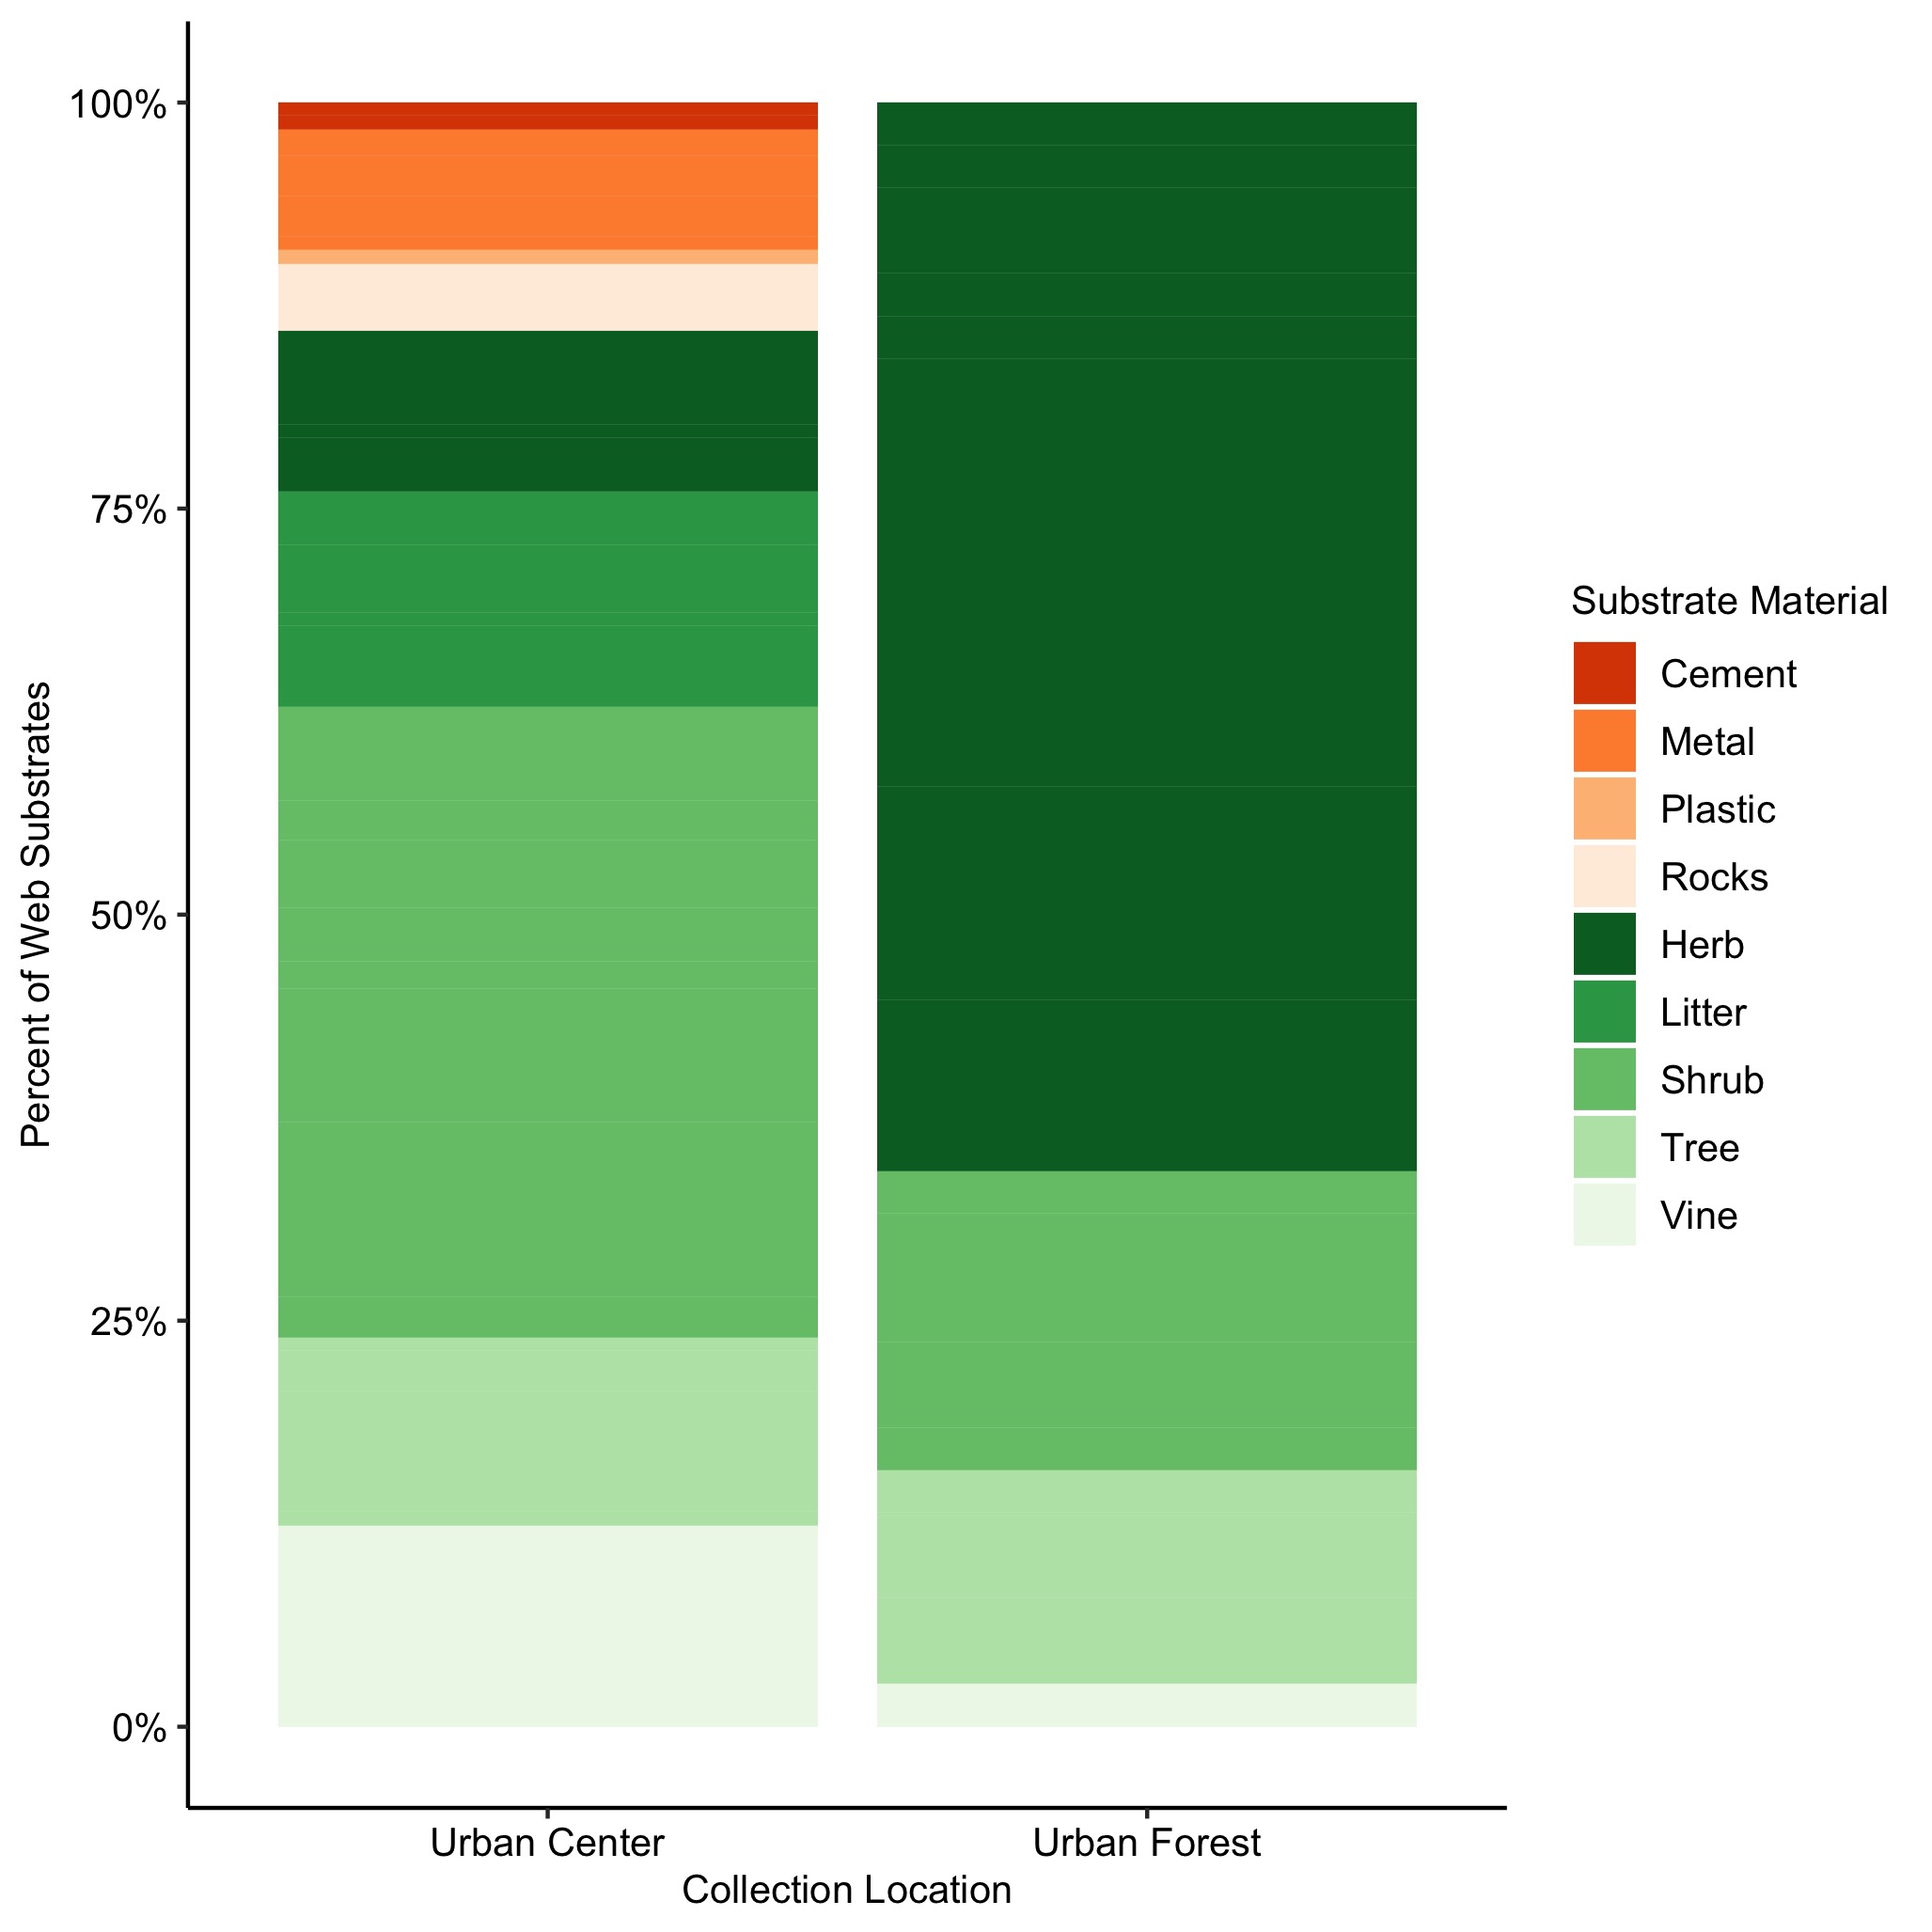 100%
75%
50%
25%
0%
Percent of Web Substrates
Urban Center
Urban Forest
Collection Location
Substrate Material
Cement
Metal
Plastic
Rocks
Herb
Litter
Shrub
Tree
Vine